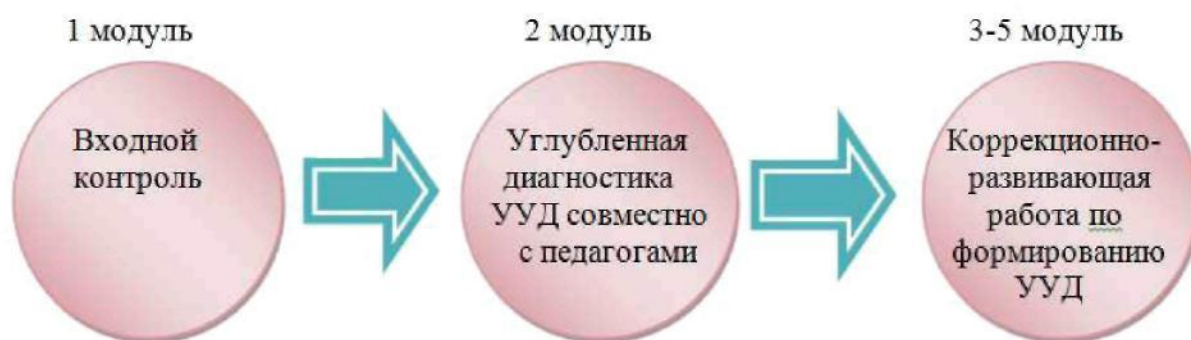 1 модуль
Входной
контроль
2 модуль
Углубленная
диагностика
УУД совместно
с педагогами
3-5 модуль
Коррекционно-
развивающая
работа по
формированию
УУД